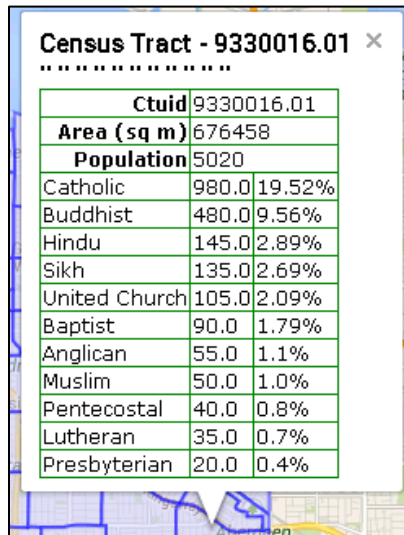 Census Tract - 9330016.01 ×
Ctuid 9330016.01
Area (sq m) 676458
Population 5020
Catholic 980.0 19.52%
Buddhist 480.0 9.56%
Hindu 145.0 2.89%
Sikh 135.0 2.69%
United Church 105.0 2.09%
Baptist 90.0 1.79%
Anglican 55.0 1.1%
Muslim 50.0 1.0%
Pentecostal 40.0 0.8%
Lutheran 35.0 0.7%
Presbyterian 20.0 0.4%
Aberdeen